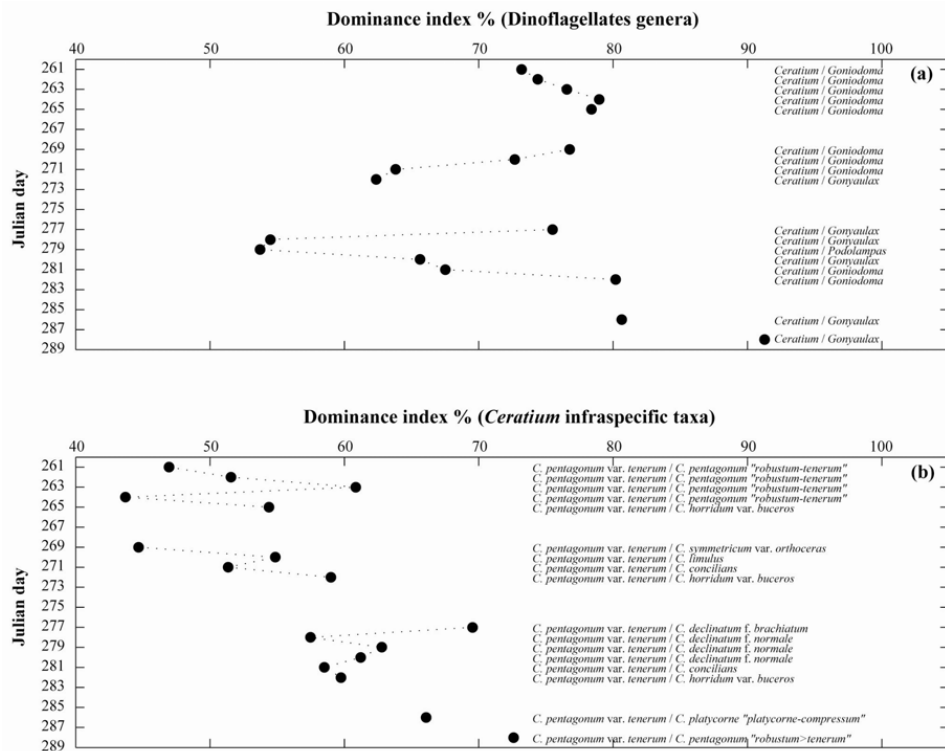 Dominance index % (Dinoflagellates genera)
40 50 60 70 80 90 100
261 Ceratium / Goniodoma (a)
Ceratium / Goniodoma
263 Ceratium / Goniodoma
Ceratium / Goniodoma
265 Ceratium / Goniodoma
267
269 Ceratium / Goniodoma
Ceratium / Goniodoma
271 Ceratium / Goniodoma
Ceratium / Gonyaulax
273
275
277 Ceratium / Gonyaulax
Ceratium / Gonyaulax
279 Ceratium / Podolampas
Ceratium / Gonyaulax
281 Ceratium / Goniodoma
Ceratium / Goniodoma
283
285
Ceratium / Gonyaulax
287
Ceratium / Gonyaulax
289
Julian day
Dominance index % (Ceratium infraspecific taxa)
40 50 60 70 80 90 100
261 C. pentagonum var. tenerum / C. pentagonum "robustum-tenerum" (b)
C. pentagonum var. tenerum / C. pentagonum "robustum-tenerum"
263 C. pentagonum var. tenerum / C. pentagonum "robustum-tenerum"
C. pentagonum var. tenerum / C. pentagonum "robustum-tenerum"
265 C. pentagonum var. tenerum / C. horridum var. buceros
267
269 C. pentagonum var. tenerum / C. symmetricum var. orthoceras
C. pentagonum var. tenerum / C. limulus
271 C. pentagonum var. tenerum / C. concilians
C. pentagonum var. tenerum / C. horridum var. buceros
273
275
277 C. pentagonum var. tenerum / C. declinatum f. brachiatum
C. pentagonum var. tenerum / C. declinatum f. normale
279 C. pentagonum var. tenerum / C. declinatum f. normale
C. pentagonum var. tenerum / C. declinatum f. normale
281 C. pentagonum var. tenerum / C. concilians
C. pentagonum var. tenerum / C. horridum var. buceros
283
285
C. pentagonum var. tenerum / C. platycorne "platycorne-compressum"
287
C. pentagonum var. tenerum / C. pentagonum "robustum>tenerum"
289
Julian day